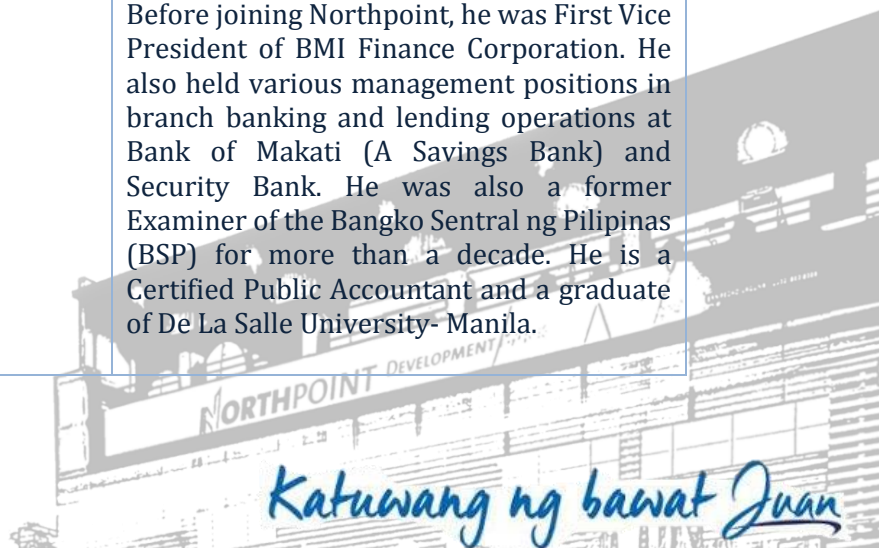 Before joining Northpoint, he was First Vice
President of BMI Finance Corporation. He
also held various management positions in
branch banking and lending operations at
Bank of Makati (A Savings Bank) and
Security Bank. He was also a former
Examiner of the Bangko Sentral ng Pilipinas
(BSP) for more than a decade. He is a
Certified Public Accountant and a graduate
of De La Salle University- Manila.
NORTHPOINT DEVELOPMENT
Katuwang ng bawat Juan